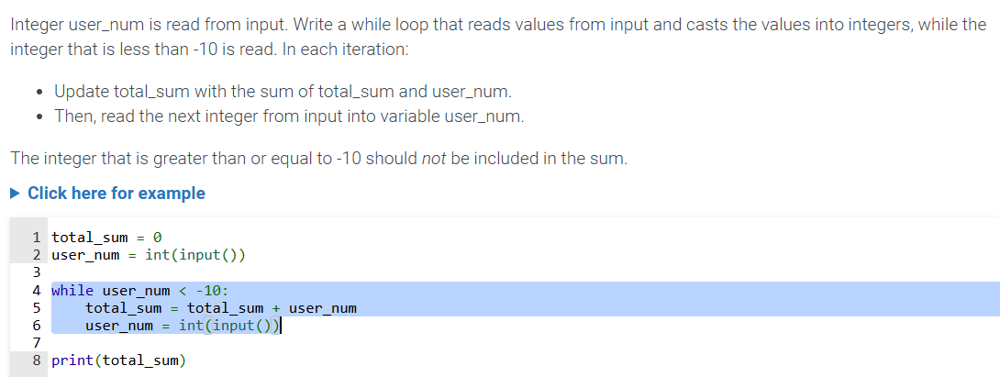 Integer user_num is read from input. Write a while loop that reads values from input and casts the values into integers, while the
integer that is less than -10 is read. In each iteration:
• Update total_sum with the sum of total_sum and user_num.
• Then, read the next integer from input into variable user_num.
The integer that is greater than or equal to -10 should not be included in the sum.
▶ Click here for example
1 total_sum = 0
2 user_num = int(input())
3
4 while user_num < -10:
5     total_sum = total_sum + user_num
6     user_num = int(input())
7
8 print(total_sum)